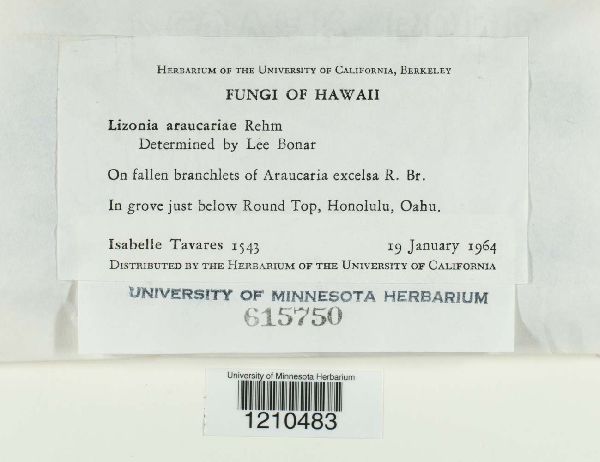 HERBARIUM OF THE UNIVERSITY OF CALIFORNIA, BERKELEY
FUNGI OF HAWAII
Lizonia araucariae Rehm
Determined by Lee Bonar
On fallen branchlets of Araucaria excelsa R. Br.
In grove just below Round Top, Honolulu, Oahu.
Isabelle Tavares 1543 19 January 1964
DISTRIBUTED BY THE HERBARIUM OF THE UNIVERSITY OF CALIFORNIA
UNIVERSITY OF MINNESOTA HERBARIUM
615750
University of Minnesota Herbarium
1210483